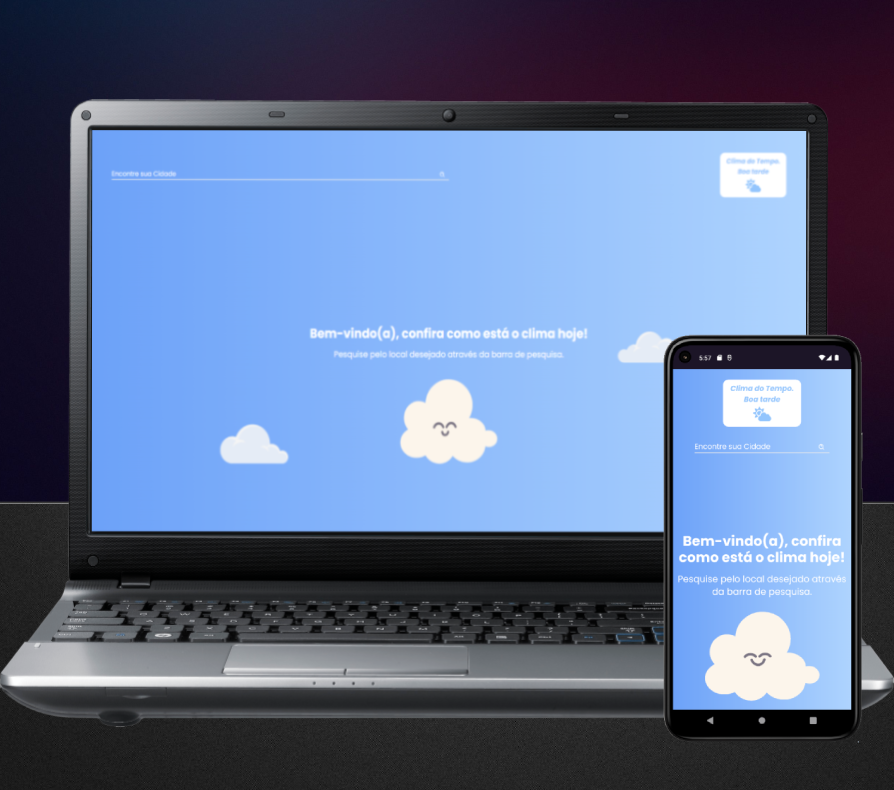 Encontre sua Cidade
Clima do Tempo.
Boa tarde
Bem-vindo(a), confira como está o clima hoje!
Pesquise pelo local desejado através da barra de pesquisa.
5:57
Clima do Tempo.
Boa tarde
Encontre sua Cidade
Bem-vindo(a), confira
como está o clima hoje!
Pesquise pelo local desejado através
da barra de pesquisa.